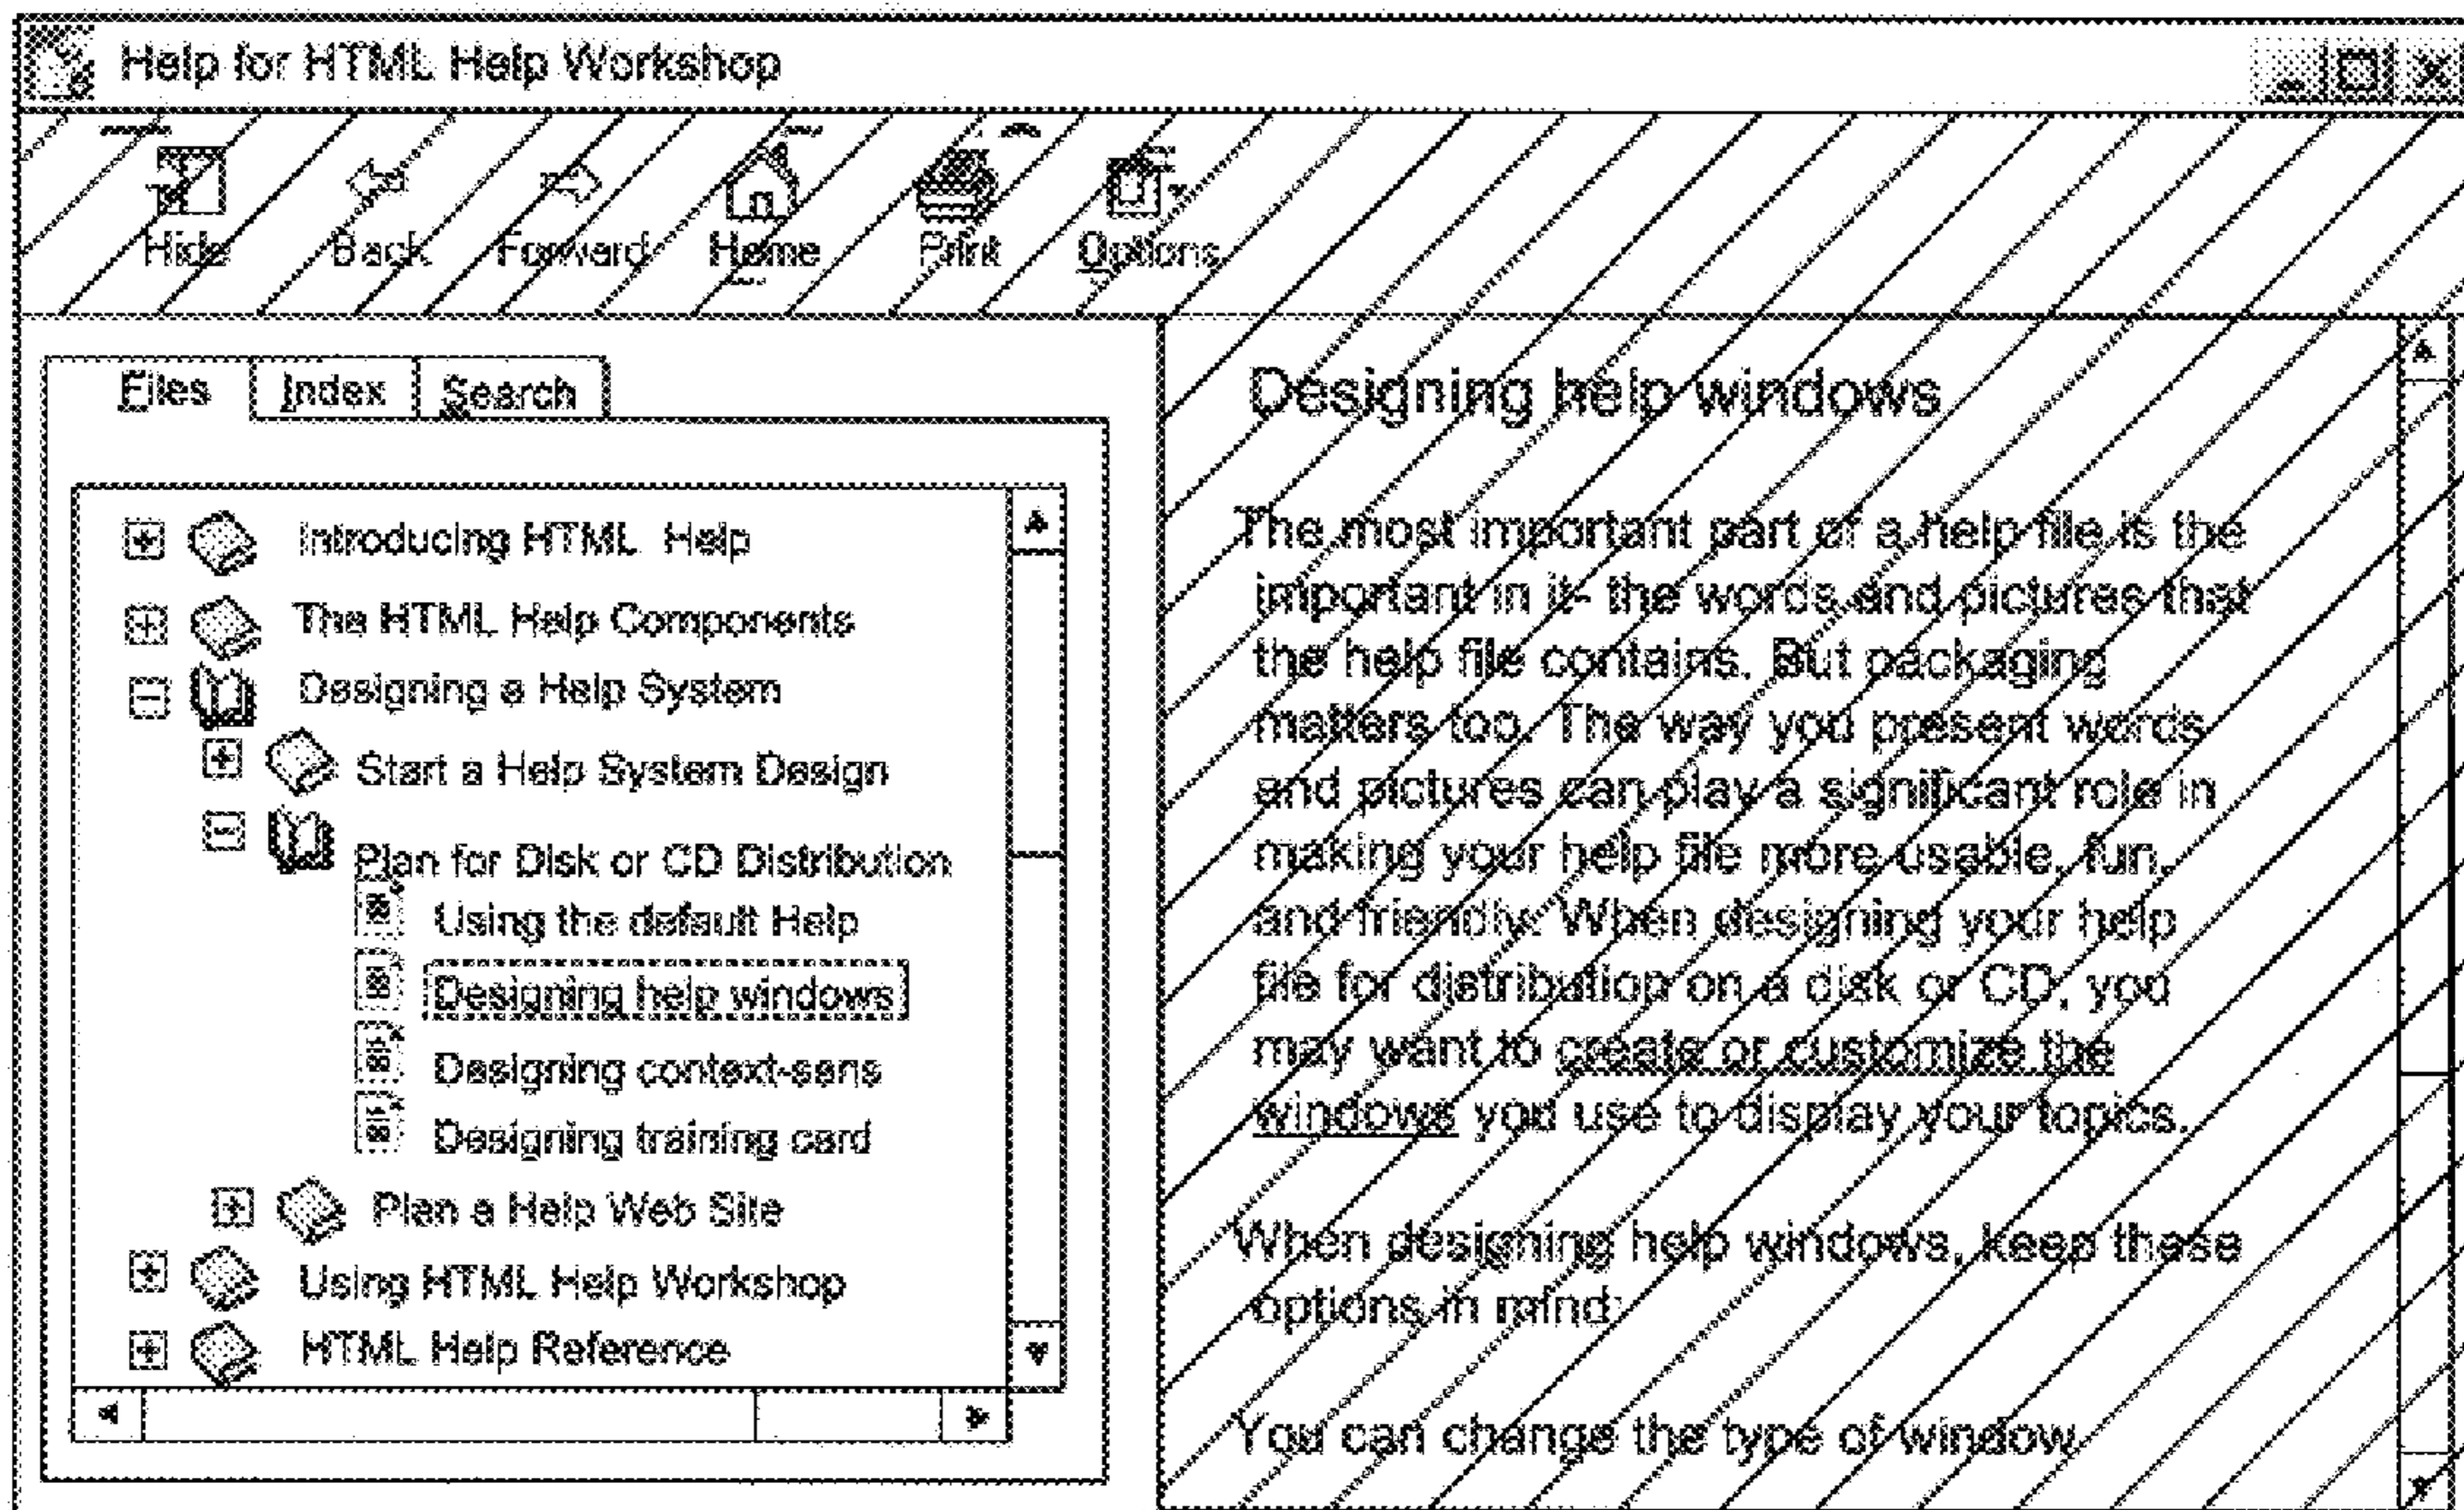 Help for HTML Help Workshop
Hide Back Forward Home Print Options
Files Index Search
Introducing HTML Help
The HTML Help Components
Designing a Help System
Start a Help System Design
Plan for Disk or CD Distribution
Using the default Help
Designing help windows
Designing context-sens
Designing training card
Plan a Help Web Site
Using HTML Help Workshop
HTML Help Reference
Designing help windows
The most important part of a help file is the
important in it- the words and pictures that
the help file contains. But packaging
matters too. The way you present words
and pictures can play a significant role in
making your help file more usable, fun,
and friendly. When designing your help
file for distribution on a disk or CD, you
may want to create or customize the
windows you use to display your topics.
When designing help windows, keep these
options in mind:
You can change the type of window